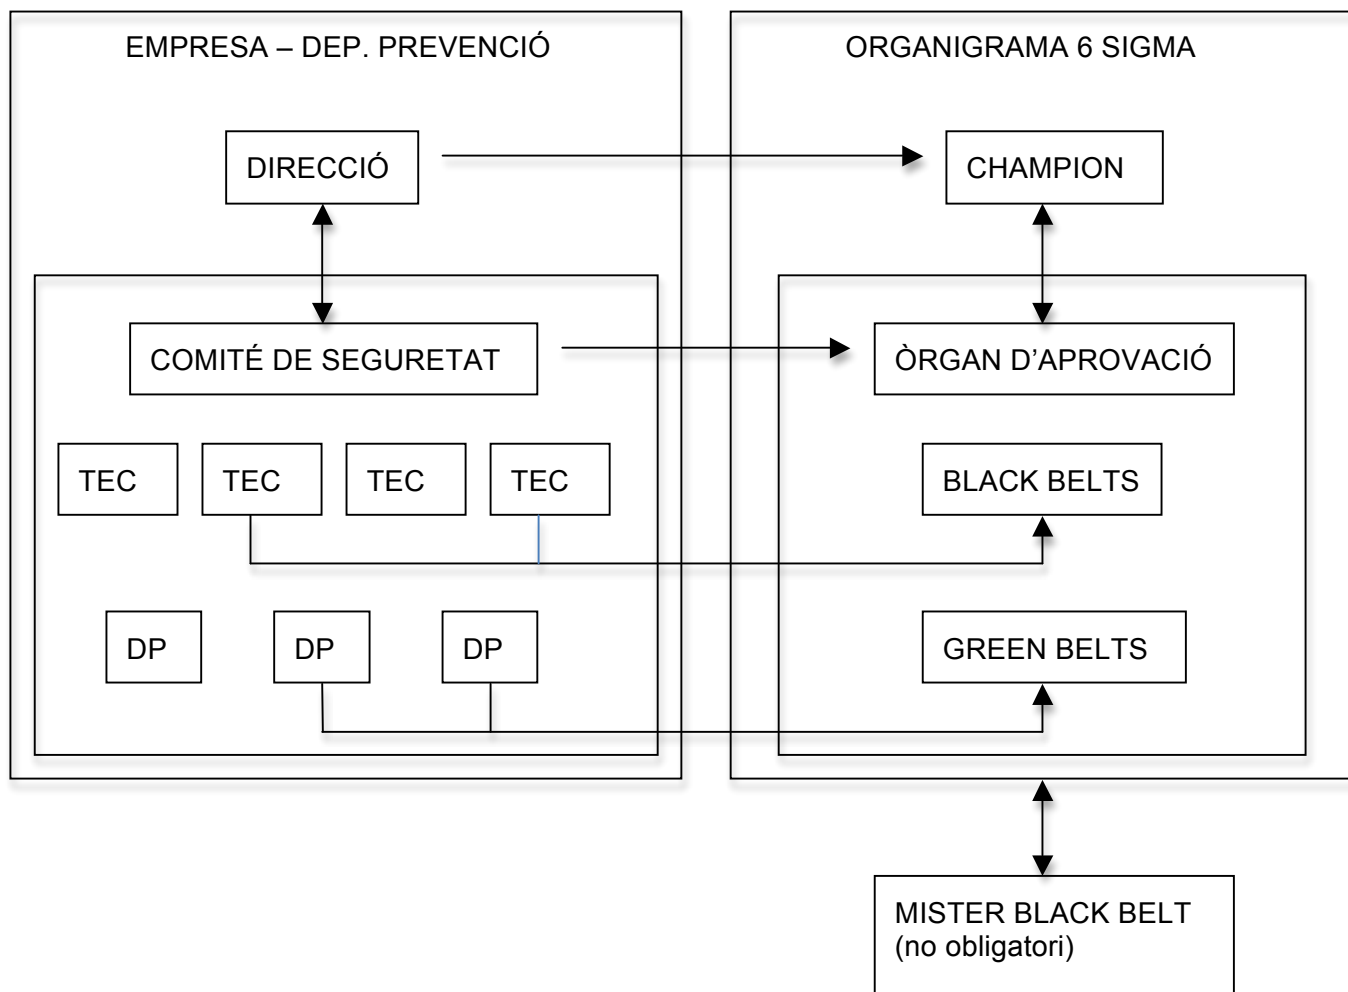 EMPRESA – DEP. PREVENCIÓ
ORGANIGRAMA 6 SIGMA
DIRECCIÓ
CHAMPION
COMITÉ DE SEGURETAT
ÒRGAN D’APROVACIÓ
TEC
TEC
TEC
TEC
BLACK BELTS
DP
DP
DP
GREEN BELTS
MISTER BLACK BELT
(no obligatori)